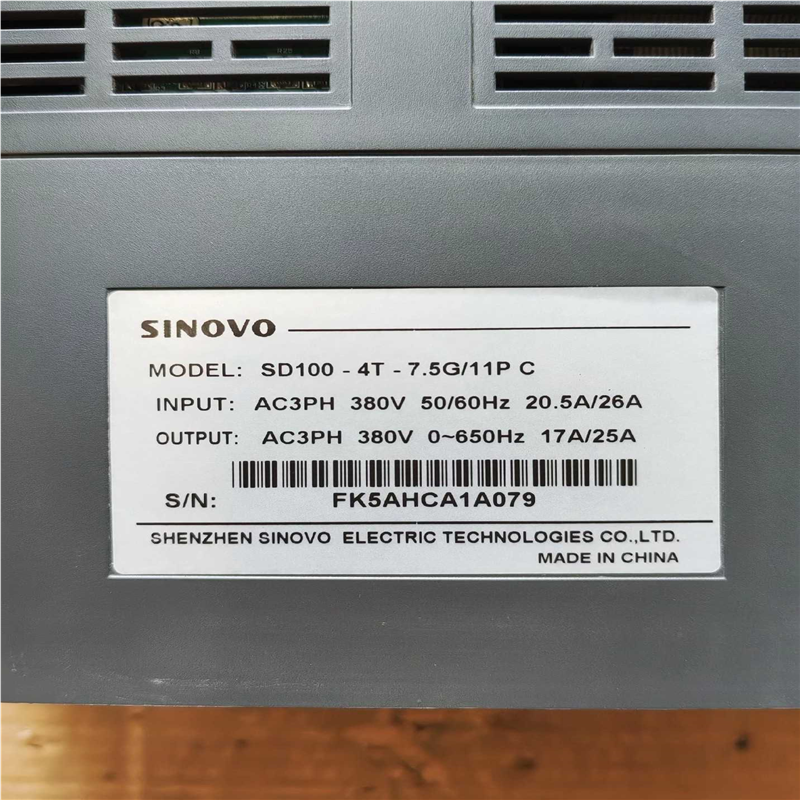 SINOVO
MODEL: SD100 - 4T - 7.5G/11P C
INPUT: AC3PH 380V 50/60Hz 20.5A/26A
OUTPUT: AC3PH 380V 0~650Hz 17A/25A
S/N: FK5AHCA1A079
SHENZHEN SINOVO ELECTRIC TECHNOLOGIES CO.,LTD.
MADE IN CHINA